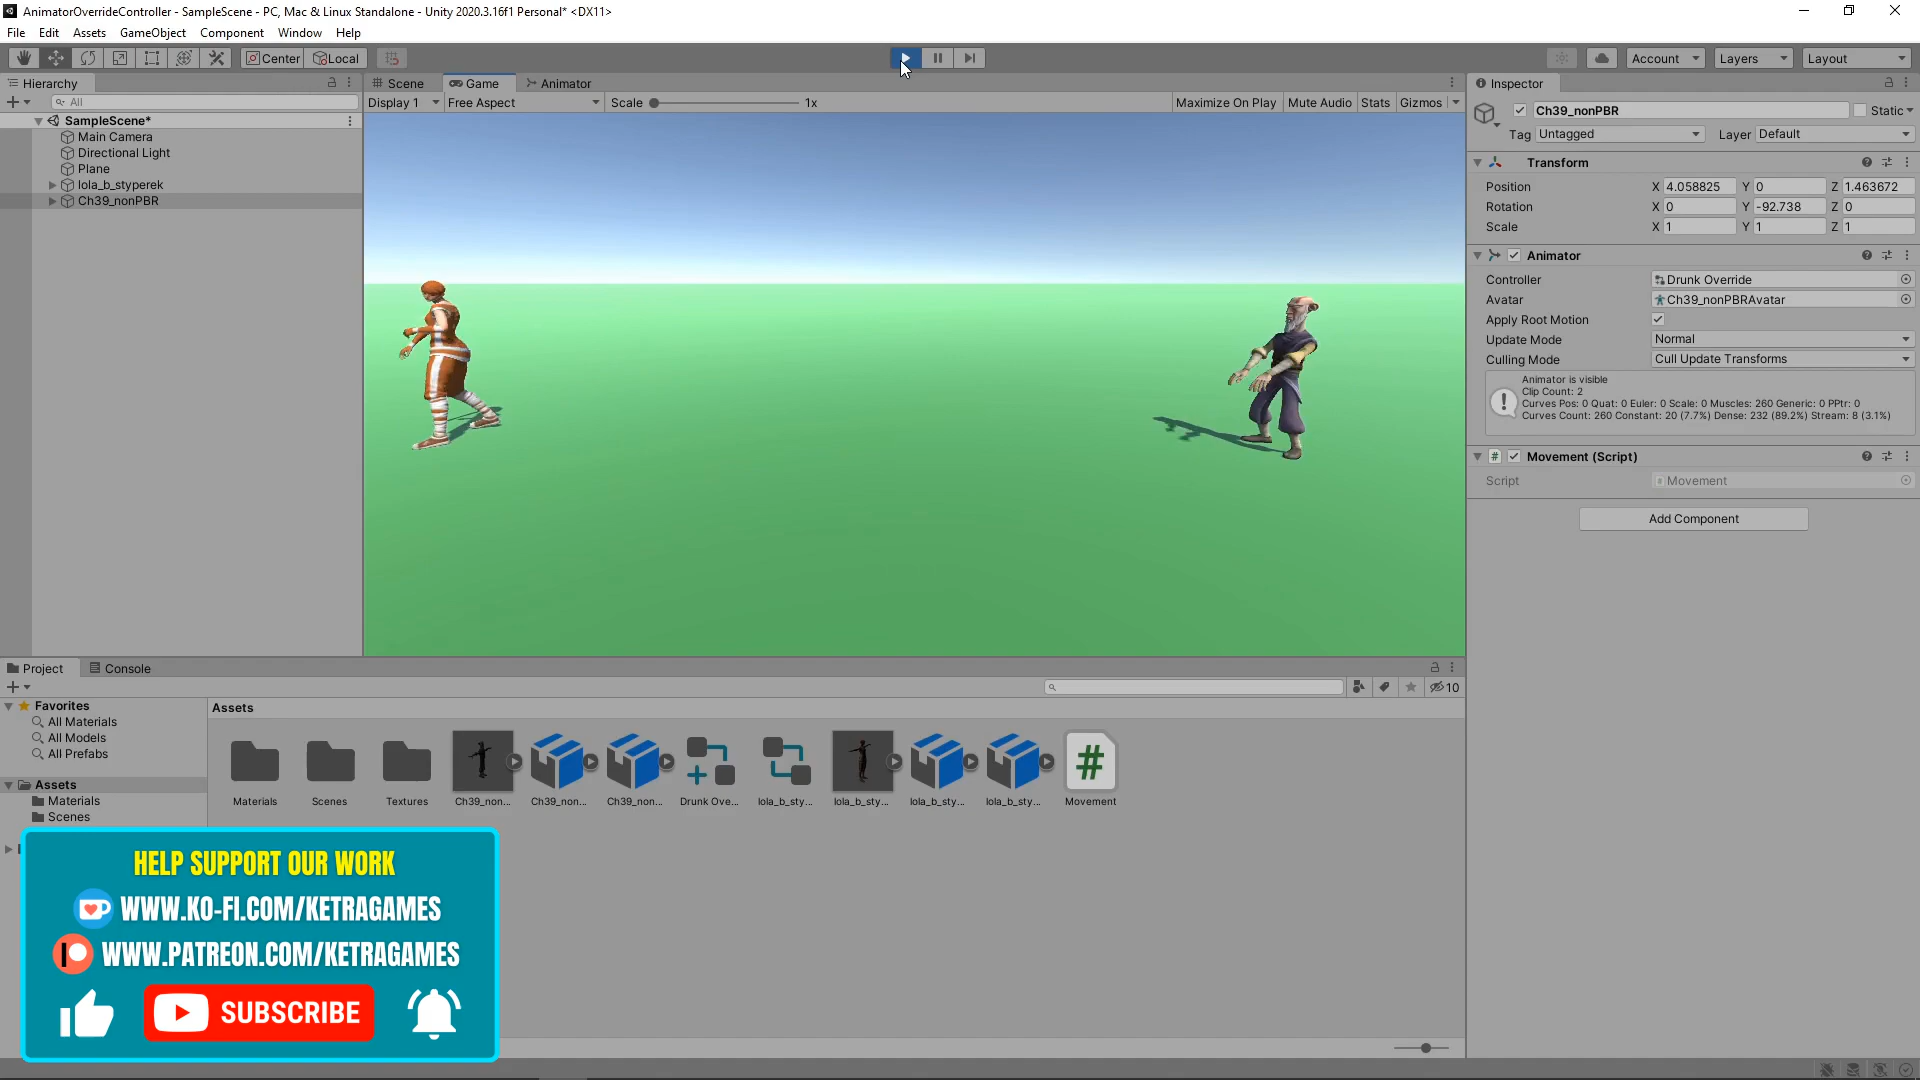 AnimatorOverrideController - SampleScene - PC, Mac & Linux Standalone - Unity 2020.3.16f1 Personal* <DX11>
File Edit Assets GameObject Component Window Help
Center Local Account Layers Layout
Hierarchy
All
SampleScene*
Main Camera
Directional Light
Plane
lola_b_styperek
Ch39_nonPBR
Scene Game Animator
Display 1 Free Aspect Scale 1x Maximize On Play Mute Audio Stats Gizmos
Inspector
Ch39_nonPBR Static
Tag Untagged Layer Default
Transform
Position X 4.058825 Y 0 Z 1.463672
Rotation X 0 Y -92.738 Z 0
Scale X 1 Y 1 Z 1
Animator
Controller Drunk Override
Avatar Ch39_nonPBRAvatar
Apply Root Motion
Update Mode Normal
Culling Mode Cull Update Transforms
Animator is visible
Clip Count: 2
Curves Pos: 0 Quat: 0 Euler: 0 Scale: 0 Muscles: 260 Generic: 0 PPtr: 0
Curves Count: 260 Constant: 20 (7.7%) Dense: 232 (89.2%) Stream: 8 (3.1%)
# Movement (Script)
Script Movement
Add Component
Project Console
10
Favorites
All Materials
All Models
All Prefabs
Assets
Materials
Scenes
Assets
Materials Scenes Textures Ch39_non... Ch39_non... Ch39_non... Drunk Ove... lola_b_sty... lola_b_sty... lola_b_sty... lola_b_sty... Movement
HELP SUPPORT OUR WORK
WWW.KO-FI.COM/KETRAGAMES
WWW.PATREON.COM/KETRAGAMES
SUBSCRIBE